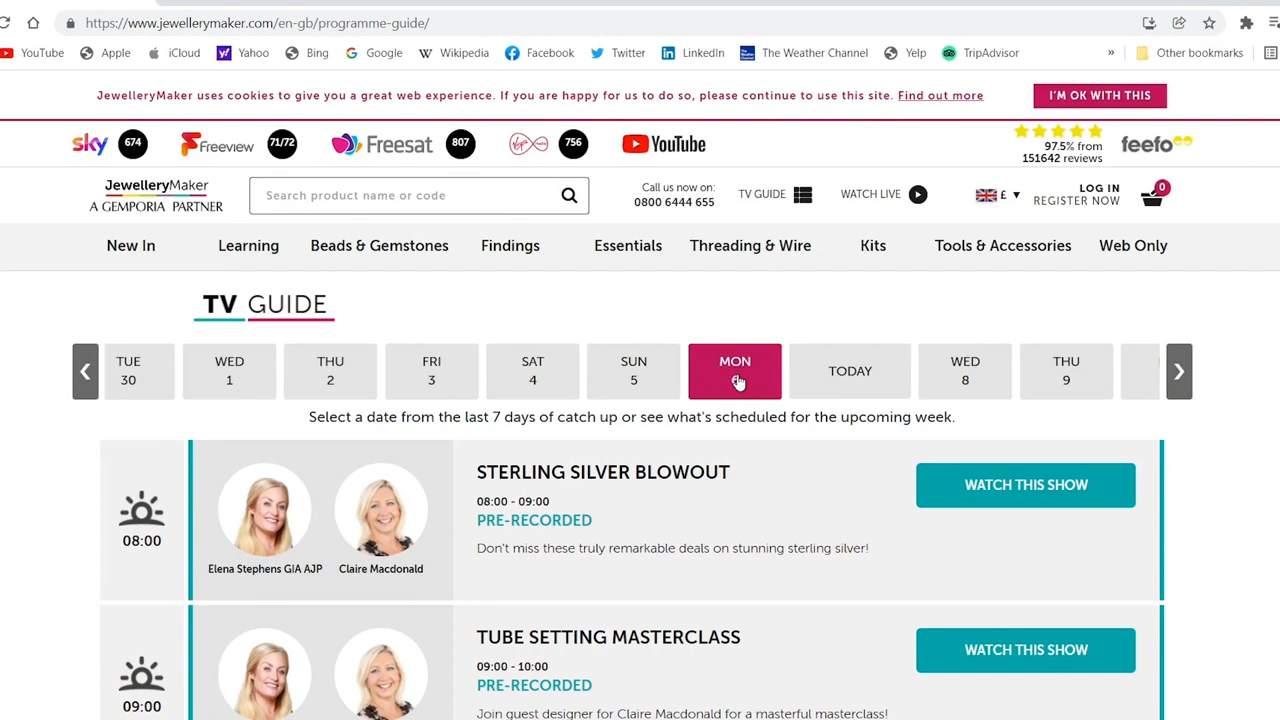 https://www.jewellerymaker.com/en-gb/programme-guide/
YouTube Apple iCloud Yahoo Bing Google Wikipedia Facebook Twitter LinkedIn The Weather Channel Yelp TripAdvisor » Other bookmarks
JewelleryMaker uses cookies to give you a great web experience. If you are happy for us to do so, please continue to use this site. Find out more
I'M OK WITH THIS
sky 674 Freeview 71/72 Freesat 807 756 YouTube
97.5% from
151642 reviews
feefo
JewelleryMaker
A GEMPORIA PARTNER
Search product name or code
Call us now on:
0800 6444 655
TV GUIDE
WATCH LIVE
£
LOG IN
REGISTER NOW
0
New In Learning Beads & Gemstones Findings Essentials Threading & Wire Kits Tools & Accessories Web Only
TV GUIDE
TUE
30
WED
1
THU
2
FRI
3
SAT
4
SUN
5
MON
TODAY
WED
8
THU
9
Select a date from the last 7 days of catch up or see what's scheduled for the upcoming week.
08:00
Elena Stephens GIA AJP
Claire Macdonald
STERLING SILVER BLOWOUT
08:00 - 09:00
PRE-RECORDED
Don't miss these truly remarkable deals on stunning sterling silver!
WATCH THIS SHOW
09:00
TUBE SETTING MASTERCLASS
09:00 - 10:00
PRE-RECORDED
Join guest designer for Claire Macdonald for a masterful masterclass!
WATCH THIS SHOW